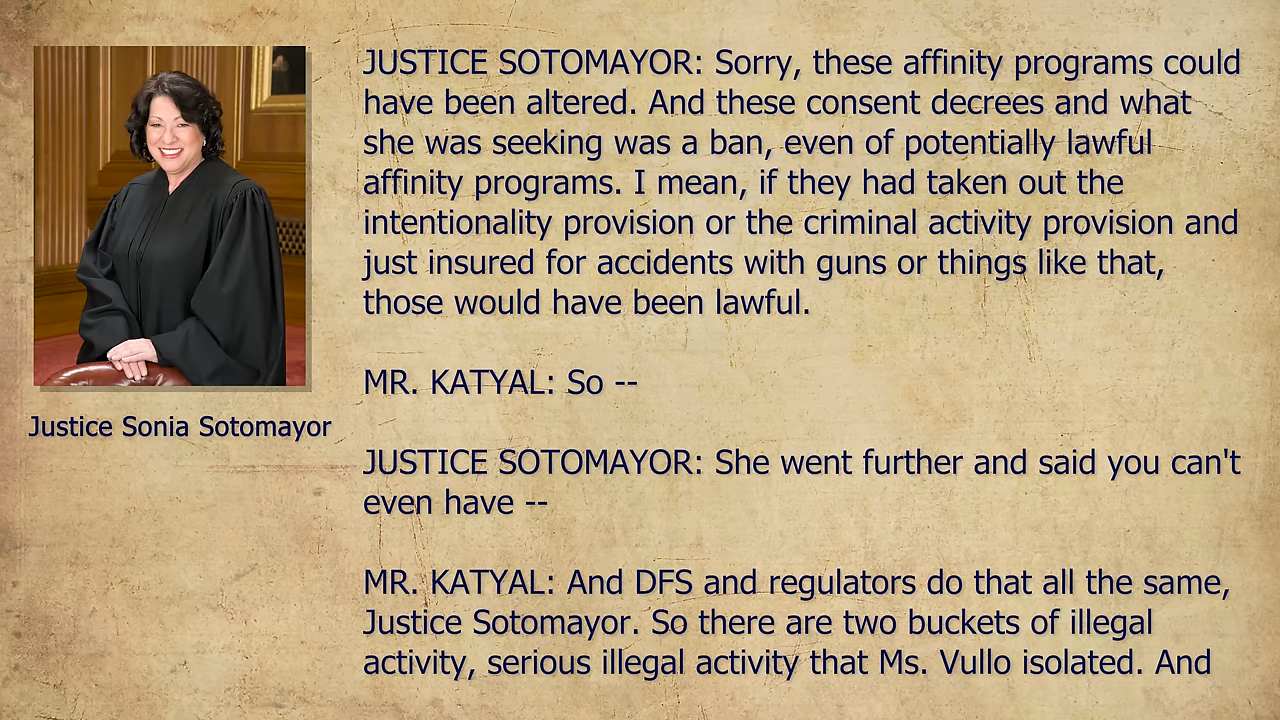 JUSTICE SOTOMAYOR: Sorry, these affinity programs could
have been altered. And these consent decrees and what
she was seeking was a ban, even of potentially lawful
affinity programs. I mean, if they had taken out the
intentionality provision or the criminal activity provision and
just insured for accidents with guns or things like that,
those would have been lawful.
MR. KATYAL: So --
JUSTICE SOTOMAYOR: She went further and said you can't
even have --
MR. KATYAL: And DFS and regulators do that all the same,
Justice Sotomayor. So there are two buckets of illegal
activity, serious illegal activity that Ms. Vullo isolated. And
Justice Sonia Sotomayor